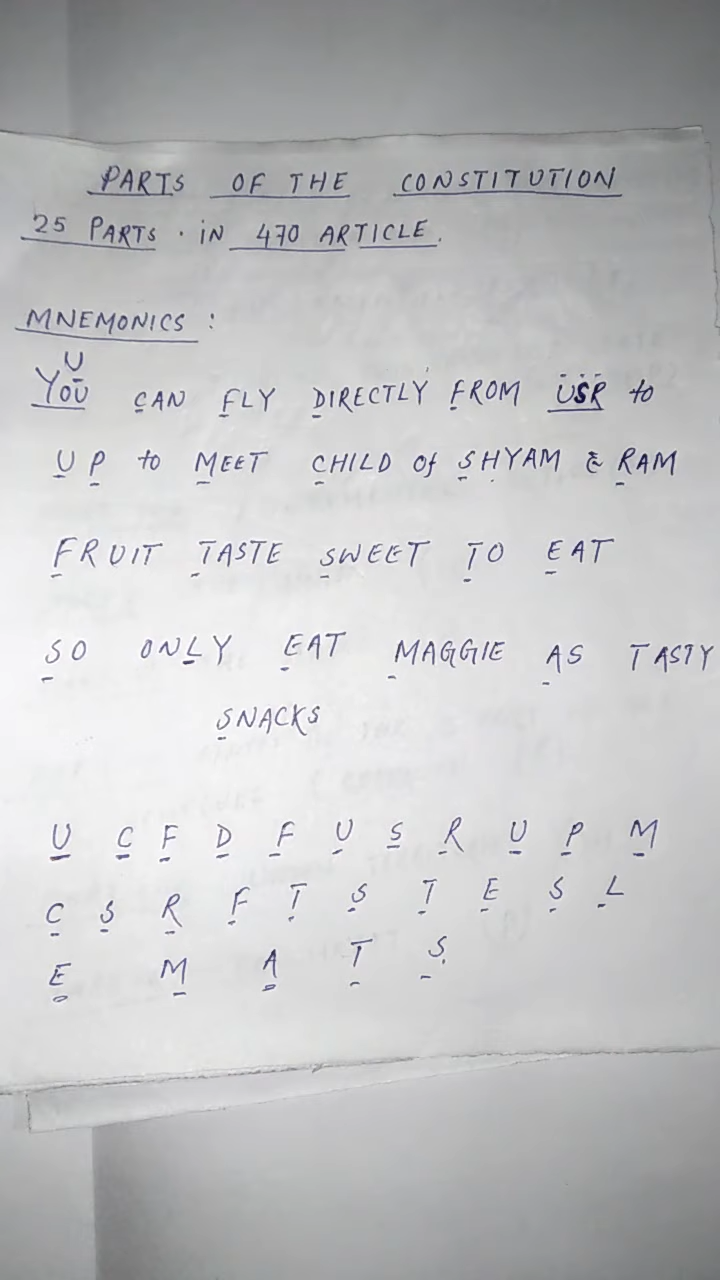 PARTS OF THE CONSTITUTION
25 PARTS . iN 470 ARTICLE.
MNEMONICS :
U
YOU CAN FLY DIRECTLY FROM USR to
UP to MEET CHILD Of SHYAM & RAM
FRUIT TASTE SWEET TO EAT
SO ONLY EAT MAGGIE AS TASTY
SNACKS
U C F D F U S R U P M
C S R F T S T E S L
E M A T S.